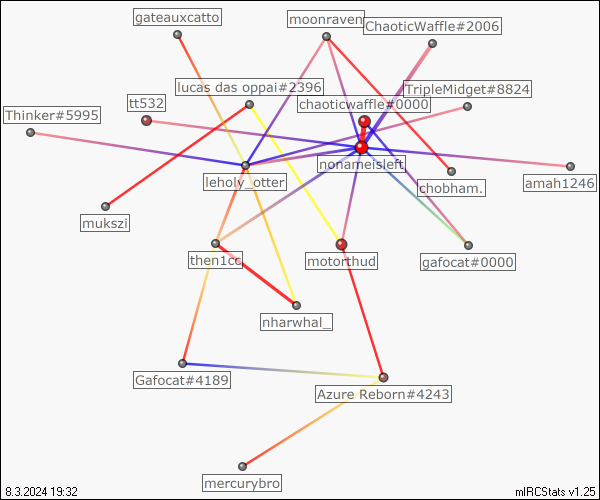 gateauxcatto
moonraven
ChaoticWaffle#2006
lucas das oppai#2396
TripleMidget#8824
tt532
chaoticwaffle#0000
Thinker#5995
nonameisleft
leholy_otter
chobham.
amah1246
mukszi
then1cc
motorthud
gafocat#0000
nharwhal_
Gafocat#4189
Azure Reborn#4243
mercurybro
8.3.2024 19:32
mIRCStats v1.25